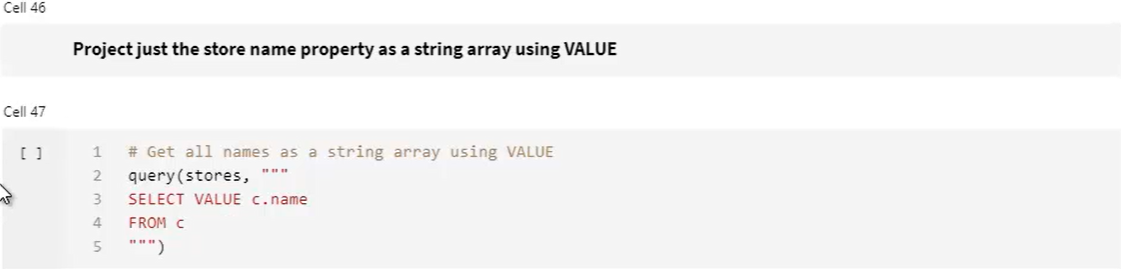 Cell 46
Project just the store name property as a string array using VALUE
Cell 47
[ ]
1 # Get all names as a string array using VALUE
2 query(stores, """
3 SELECT VALUE c.name
4 FROM c
5 """)